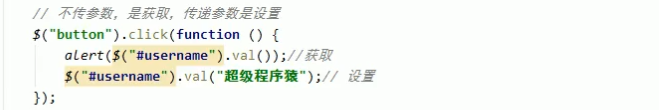 // 不传参数，是获取，传递参数是设置
$("button").click(function () {
    alert($("#username").val());//获取
    $("#username").val("超级程序猿");// 设置
});